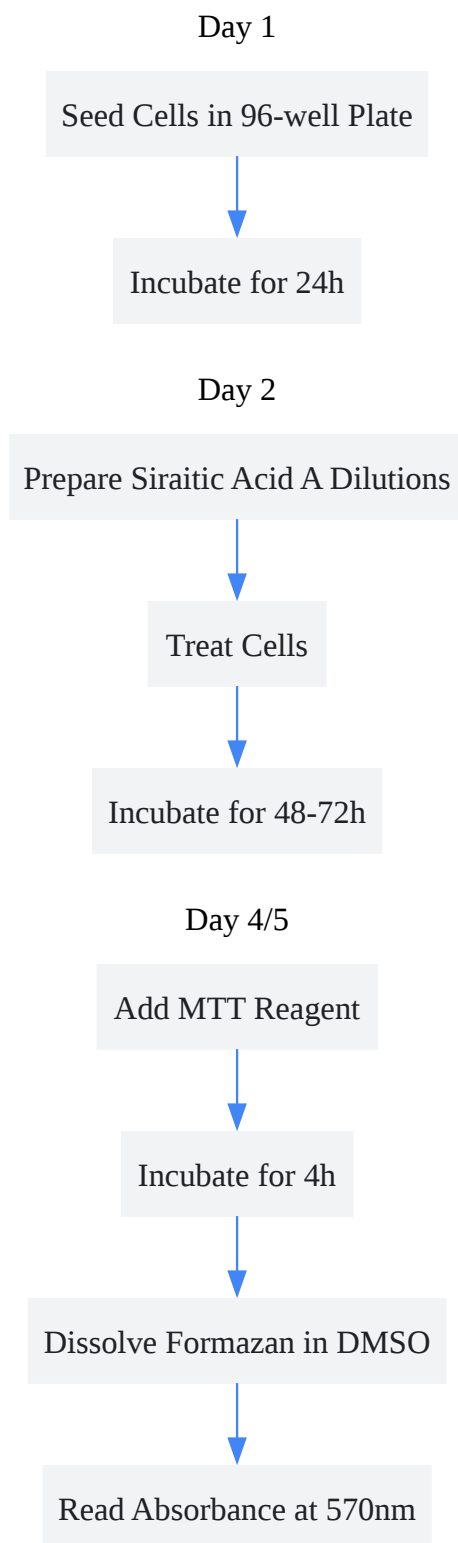 Day 1
Seed Cells in 96-well Plate
Incubate for 24h
Day 2
Prepare Siraitic Acid A Dilutions
Treat Cells
Incubate for 48-72h
Day 4/5
Add MTT Reagent
Incubate for 4h
Dissolve Formazan in DMSO
Read Absorbance at 570nm